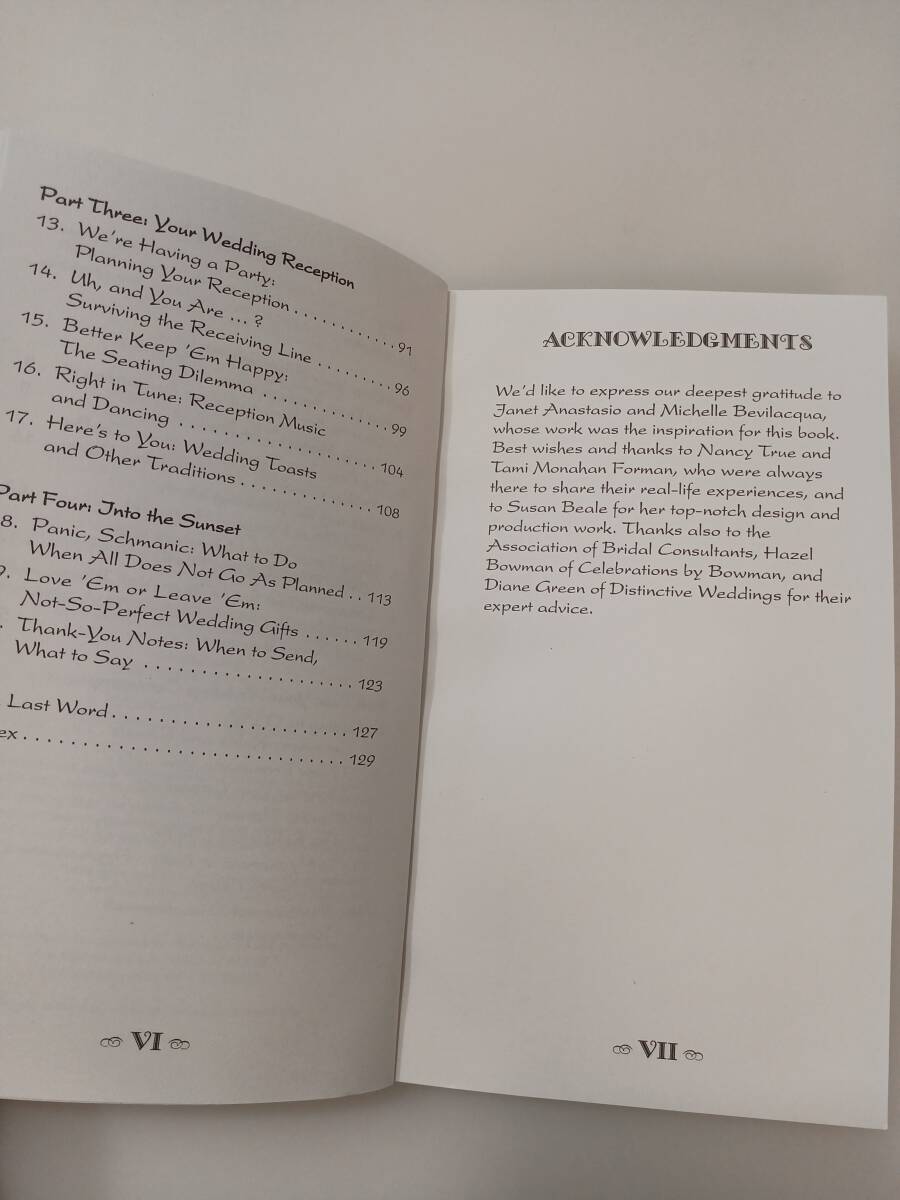 Part Three: Your Wedding Reception
13. We're Having a Party:
Planning Your Reception . . . . . . . . . . . 91
14. Uh, and You Are ... ?
Surviving the Receiving Line . . . . . . . . . 96
15. Better Keep 'Em Happy:
The Seating Dilemma . . . . . . . . . . . . . . 99
16. Right in Tune: Reception Music
and Dancing . . . . . . . . . . . . . . . . . . . . 104
17. Here's to You: Wedding Toasts
and Other Traditions . . . . . . . . . . . . . 108
Part Four: Into the Sunset
8. Panic, Schmanic: What to Do
When All Does Not Go As Planned . . 113
9. Love 'Em or Leave 'Em:
Not-So-Perfect Wedding Gifts . . . . . . 119
. Thank-You Notes: When to Send,
What to Say . . . . . . . . . . . . . . . . . . . . 123
Last Word . . . . . . . . . . . . . . . . . . . . . . 127
ex . . . . . . . . . . . . . . . . . . . . . . . . . . . . 129
VI
ACKNOWLEDGMENTS
We'd like to express our deepest gratitude to
Janet Anastasio and Michelle Bevilacqua,
whose work was the inspiration for this book.
Best wishes and thanks to Nancy True and
Tami Monahan Forman, who were always
there to share their real-life experiences, and
to Susan Beale for her top-notch design and
production work. Thanks also to the
Association of Bridal Consultants, Hazel
Bowman of Celebrations by Bowman, and
Diane Green of Distinctive Weddings for their
expert advice.
VII